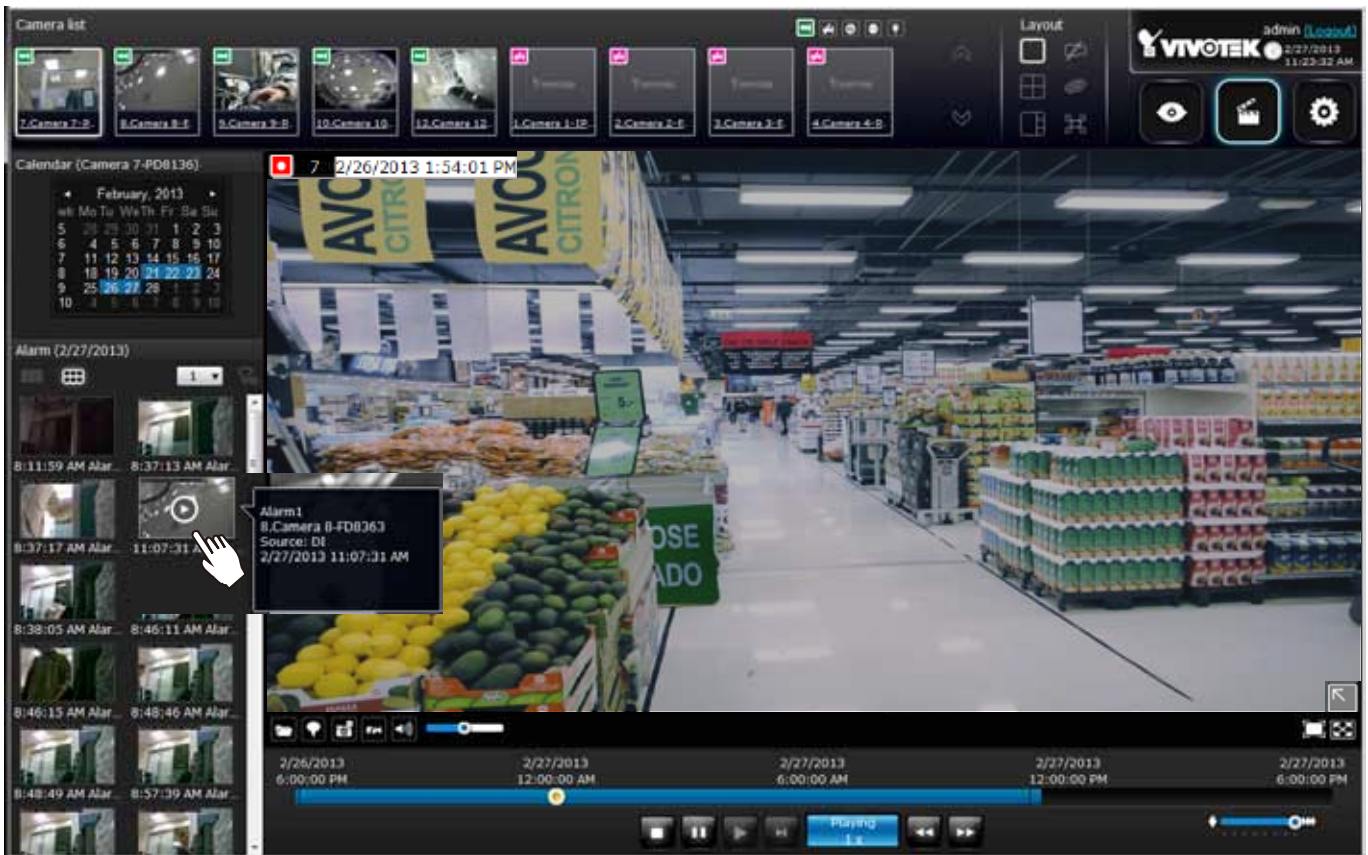 Camera list
Layout
admin (Logout)
VIVOTEK
2/27/2013
11:23:32 AM
7.Camera 7-P..
8.Camera 8-F..
9.Camera 9-P..
10.Camera 10..
12.Camera 12..
1.Camera 1-IP..
2.Camera 2-F..
3.Camera 3-F..
4.Camera 4-P..
Calendar (Camera 7-PD8136)
February, 2013
wk Mo Tu We Th Fr Sa Su
5 28 29 30 31 1 2 3
6 4 5 6 7 8 9 10
7 11 12 13 14 15 16 17
8 18 19 20 21 22 23 24
9 25 26 27 28 1 2 3
10 4 5 6 7 8 9 10
7 2/26/2013 1:54:01 PM
AVO
CITR
AVO
CITRON
5.-
OSE
ADO
Alarm (2/27/2013)
1
8:11:59 AM Alar...
8:37:13 AM Alar...
8:37:17 AM Alar...
11:07:31 A
Alarm1
8.Camera 8-FD8363
Source: DI
2/27/2013 11:07:31 AM
8:38:05 AM Alar...
8:46:11 AM Alar...
8:46:15 AM Alar...
8:48:46 AM Alar...
8:48:49 AM Alar...
8:57:39 AM Alar...
2/26/2013
6:00:00 PM
2/27/2013
12:00:00 AM
2/27/2013
6:00:00 AM
2/27/2013
12:00:00 PM
2/27/2013
6:00:00 PM
Playing
1 x